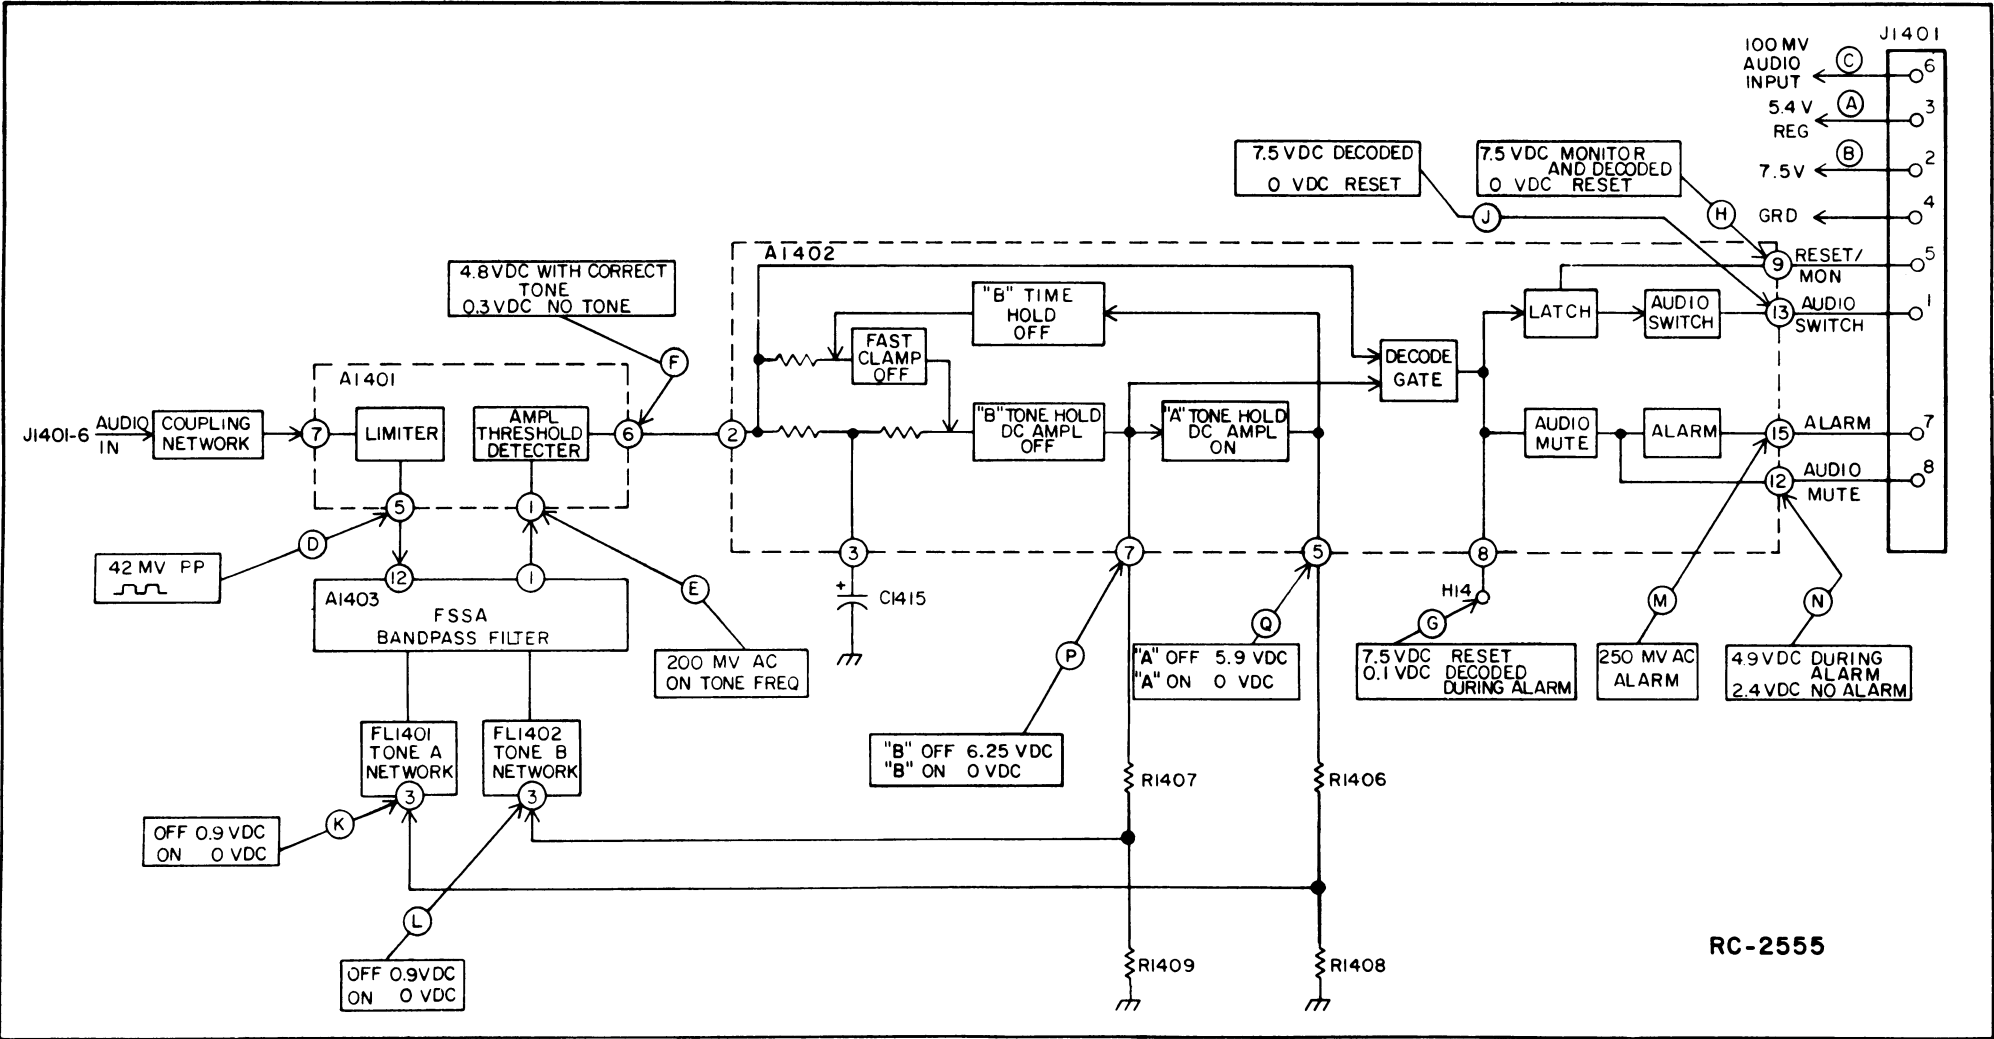 J1401
100 MV
AUDIO
INPUT
C
6
5.4 V
REG
A
3
7.5 V
B
2
GRD
4
7.5 VDC DECODED
0 VDC RESET
7.5 VDC MONITOR
AND DECODED
0 VDC RESET
J
H
A1402
9
RESET/
MON
5
4.8 VDC WITH CORRECT
TONE
0.3 VDC NO TONE
"B" TIME
HOLD
OFF
LATCH
AUDIO
SWITCH
13
AUDIO
SWITCH
1
FAST
CLAMP
OFF
F
DECODE
GATE
A1401
J1401-6
AUDIO
IN
COUPLING
NETWORK
7
LIMITER
AMPL
THRESHOLD
DETECTER
6
2
"B" TONE HOLD
DC AMPL
OFF
"A" TONE HOLD
DC AMPL
ON
AUDIO
MUTE
ALARM
15
ALARM
7
12
AUDIO
MUTE
8
5
1
D
3
7
5
8
42 MV PP
12
1
A1403
FSSA
BANDPASS FILTER
E
+
C1415
H14
G
Q
P
M
N
200 MV AC
ON TONE FREQ
"A" OFF 5.9 VDC
"A" ON 0 VDC
7.5 VDC RESET
0.1 VDC DECODED
DURING ALARM
250 MV AC
ALARM
4.9 VDC DURING
ALARM
2.4 VDC NO ALARM
FL1401
TONE A
NETWORK
3
FL1402
TONE B
NETWORK
3
"B" OFF 6.25 VDC
"B" ON 0 VDC
R1407
R1406
K
OFF 0.9 VDC
ON 0 VDC
L
OFF 0.9 VDC
ON 0 VDC
R1409
R1408
RC-2555